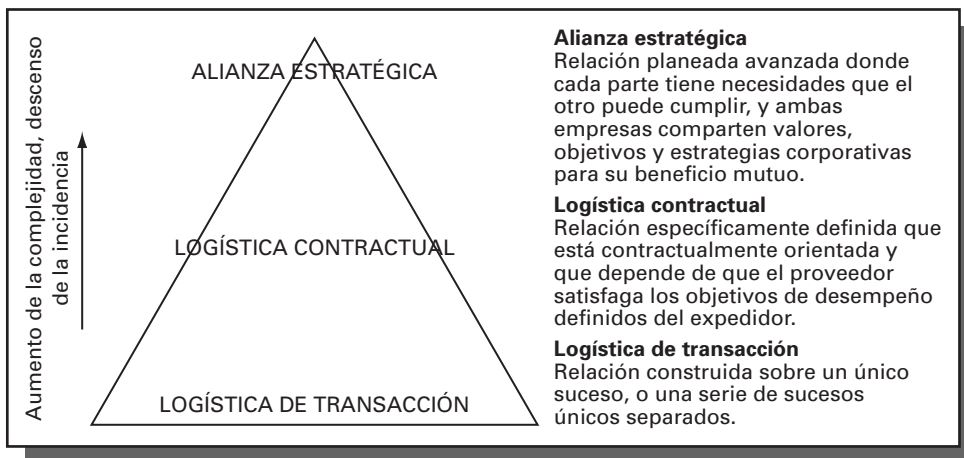 Aumento de la complejidad, descenso
de la incidencia
ALIANZA ESTRATÉGICA
LOGÍSTICA CONTRACTUAL
LOGÍSTICA DE TRANSACCIÓN
Alianza estratégica
Relación planeada avanzada donde
cada parte tiene necesidades que el
otro puede cumplir, y ambas
empresas comparten valores,
objetivos y estrategias corporativas
para su beneficio mutuo.
Logística contractual
Relación específicamente definida que
está contractualmente orientada y
que depende de que el proveedor
satisfaga los objetivos de desempeño
definidos del expedidor.
Logística de transacción
Relación construida sobre un único
suceso, o una serie de sucesos
únicos separados.